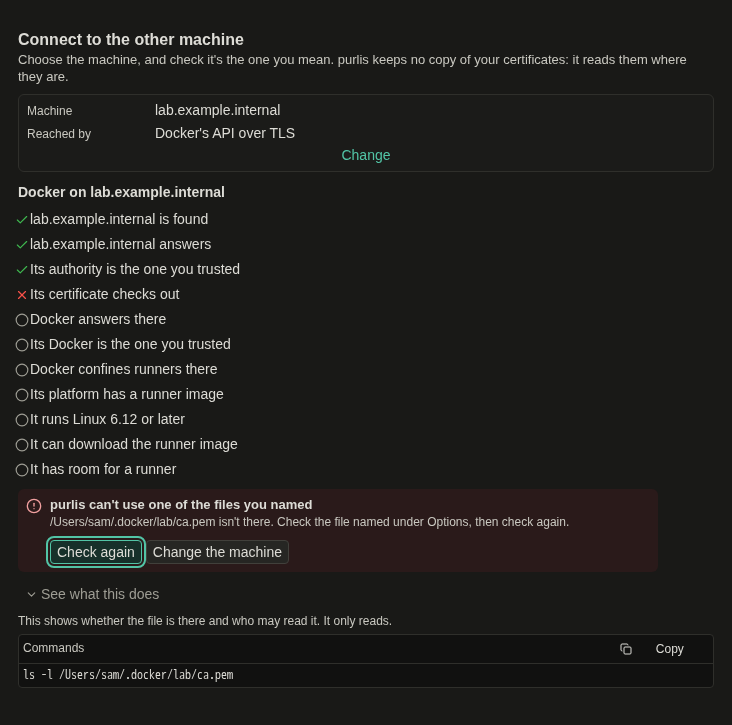 Connect to the other machine
Choose the machine, and check it's the one you mean. purlis keeps no copy of your certificates: it reads them where
they are.
Machine lab.example.internal
Reached by Docker's API over TLS
Change
Docker on lab.example.internal
lab.example.internal is found
lab.example.internal answers
Its authority is the one you trusted
Its certificate checks out
Docker answers there
Its Docker is the one you trusted
Docker confines runners there
Its platform has a runner image
It runs Linux 6.12 or later
It can download the runner image
It has room for a runner
purlis can't use one of the files you named
/Users/sam/.docker/lab/ca.pem isn't there. Check the file named under Options, then check again.
Check again Change the machine
See what this does
This shows whether the file is there and who may read it. It only reads.
Commands Copy
ls -l /Users/sam/.docker/lab/ca.pem